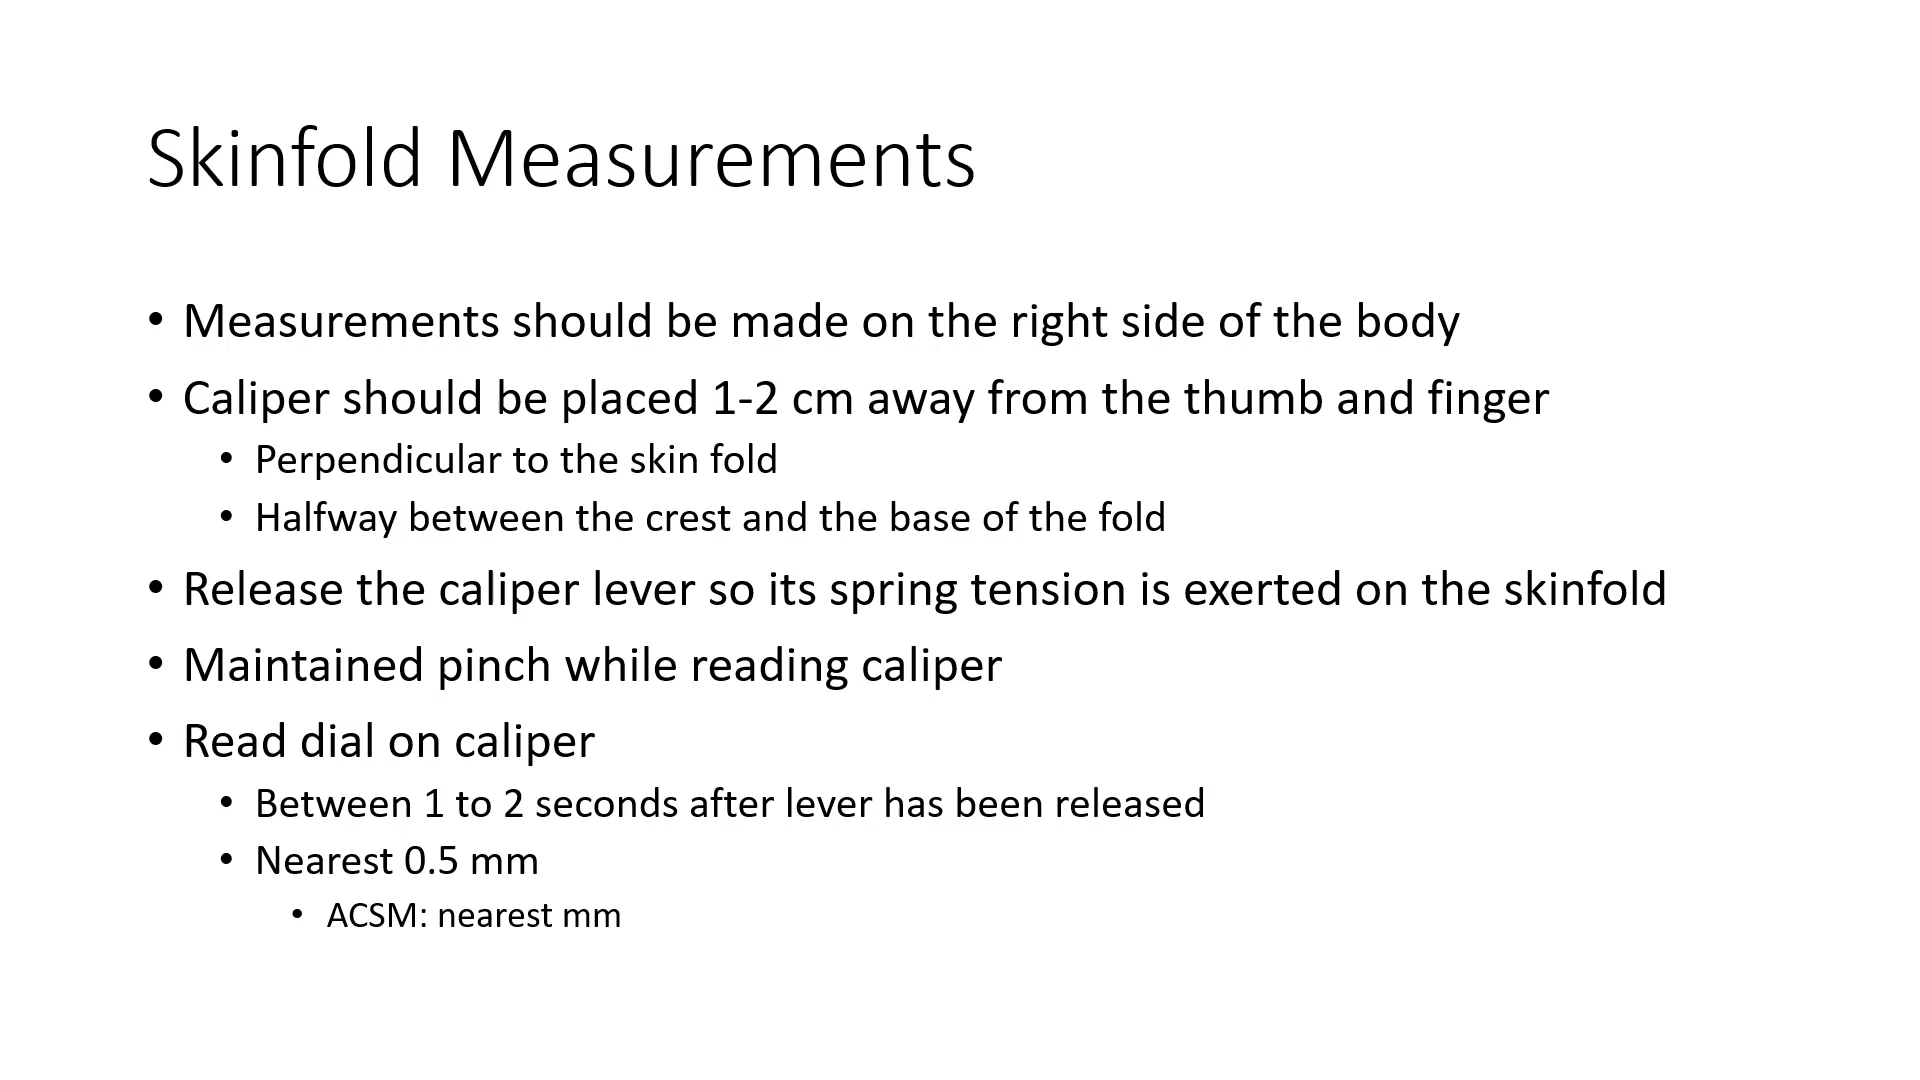 Skinfold Measurements
• Measurements should be made on the right side of the body
• Caliper should be placed 1-2 cm away from the thumb and finger
• Perpendicular to the skin fold
• Halfway between the crest and the base of the fold
• Release the caliper lever so its spring tension is exerted on the skinfold
• Maintained pinch while reading caliper
• Read dial on caliper
• Between 1 to 2 seconds after lever has been released
• Nearest 0.5 mm
• ACSM: nearest mm